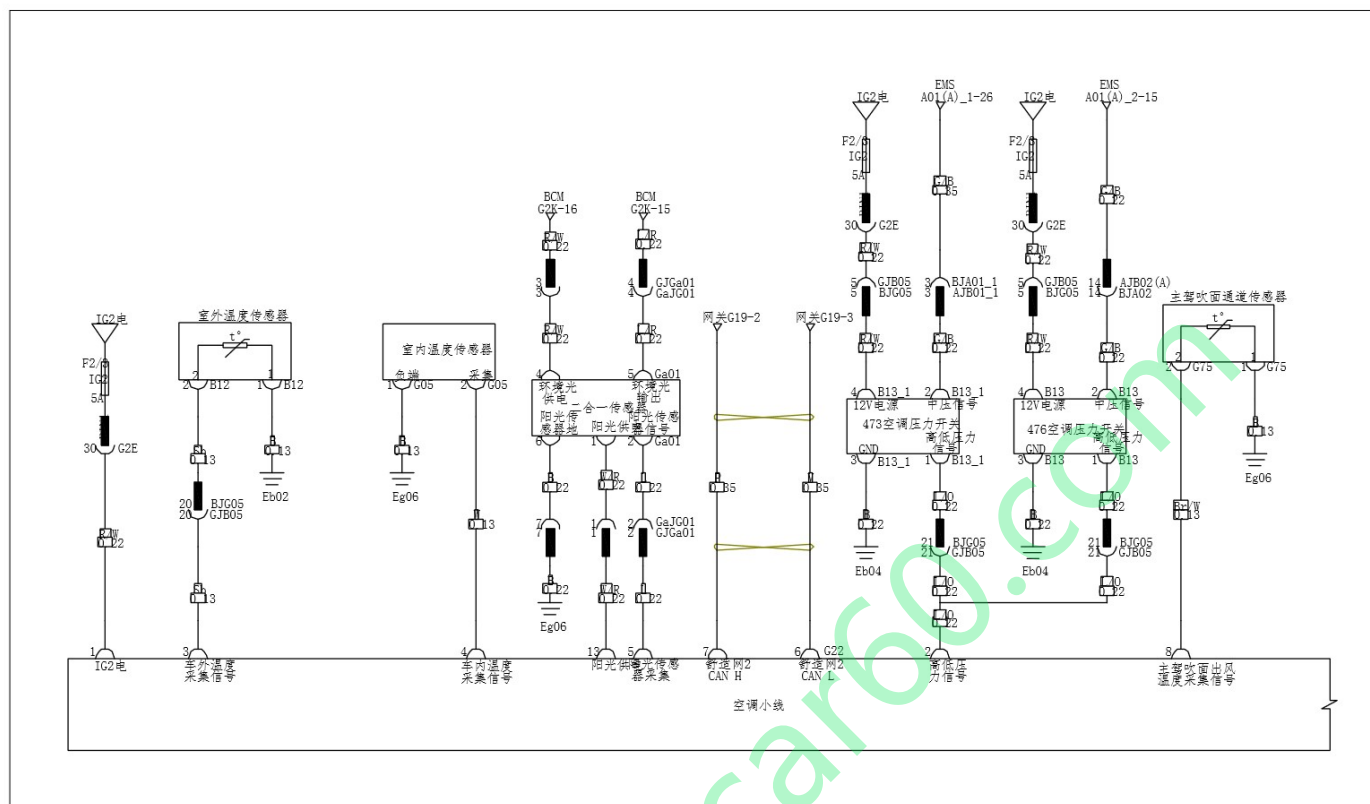 IG2电
EMS
A01(A)_1-26
IG2电
EMS
A01(A)_2-15
F2/3
IG2
5A
G/B
0.35
F2/3
IG2
5A
G/B
0.22
BCM
G2K-16
BCM
G2K-15
30
G2E
30
G2E
R/W
0.22
0.22
R/W
0.22
R/W
0.22
3
3
4
4
GJGa01
GaJG01
5
5
GJB05
BJG05
3
3
BJA01_1
AJB01_1
5
5
GJB05
BJG05
14
14
AJB02(A)
BJA02
主驾吹面通道传感器
t°
2
1
2
G75
1
G75
IG2电
室外温度传感器
t°
2
1
2
B12
1
B12
室内温度传感器
负端
采集
1
G05
2
G05
网关G19-2
网关G19-3
R/W
0.22
0.22
R/W
0.22
G/B
0.22
R/W
0.22
G/B
0.22
F2/3
IG2
5A
4
5
Ga01
环境光
供电
环境光
输出
二合一传感器
阳光传
感器地
阳光供电
阳光传感
器信号
6
1
2
Ga01
4
B13_1
2
B13_1
12V电源
中压信号
473空调压力开关
GND
高低压力
信号
3
B13_1
1
B13_1
4
B13
2
B13
12V电源
中压信号
476空调压力开关
GND
高低压力
信号
3
B13
1
B13
30
G2E
0.13
0.13
Eb02
Eg06
0.13
Eg06
20
20
BJG05
GJB05
B
0.22
W/R
0.22
0.22
0.35
0.35
0.22
0.22
0.22
0.22
Br/W
0.13
R/W
0.22
0.13
7
7
1
1
2
2
GaJG01
GJGa01
Eb04
21
21
BJG05
GJB05
Eb04
21
21
BJG05
GJB05
0.13
B
0.22
W/R
0.22
0.22
0.22
0.22
0.22
Eg06
1
3
4
13
5
7
6
G22
2
8
IG2电
车外温度
采集信号
车内温度
采集信号
阳光供电
阳光传感
器采集
舒适网2
CAN H
舒适网2
CAN L
高低压
力信号
主驾吹面出风
温度采集信号
空调小线
car60.com